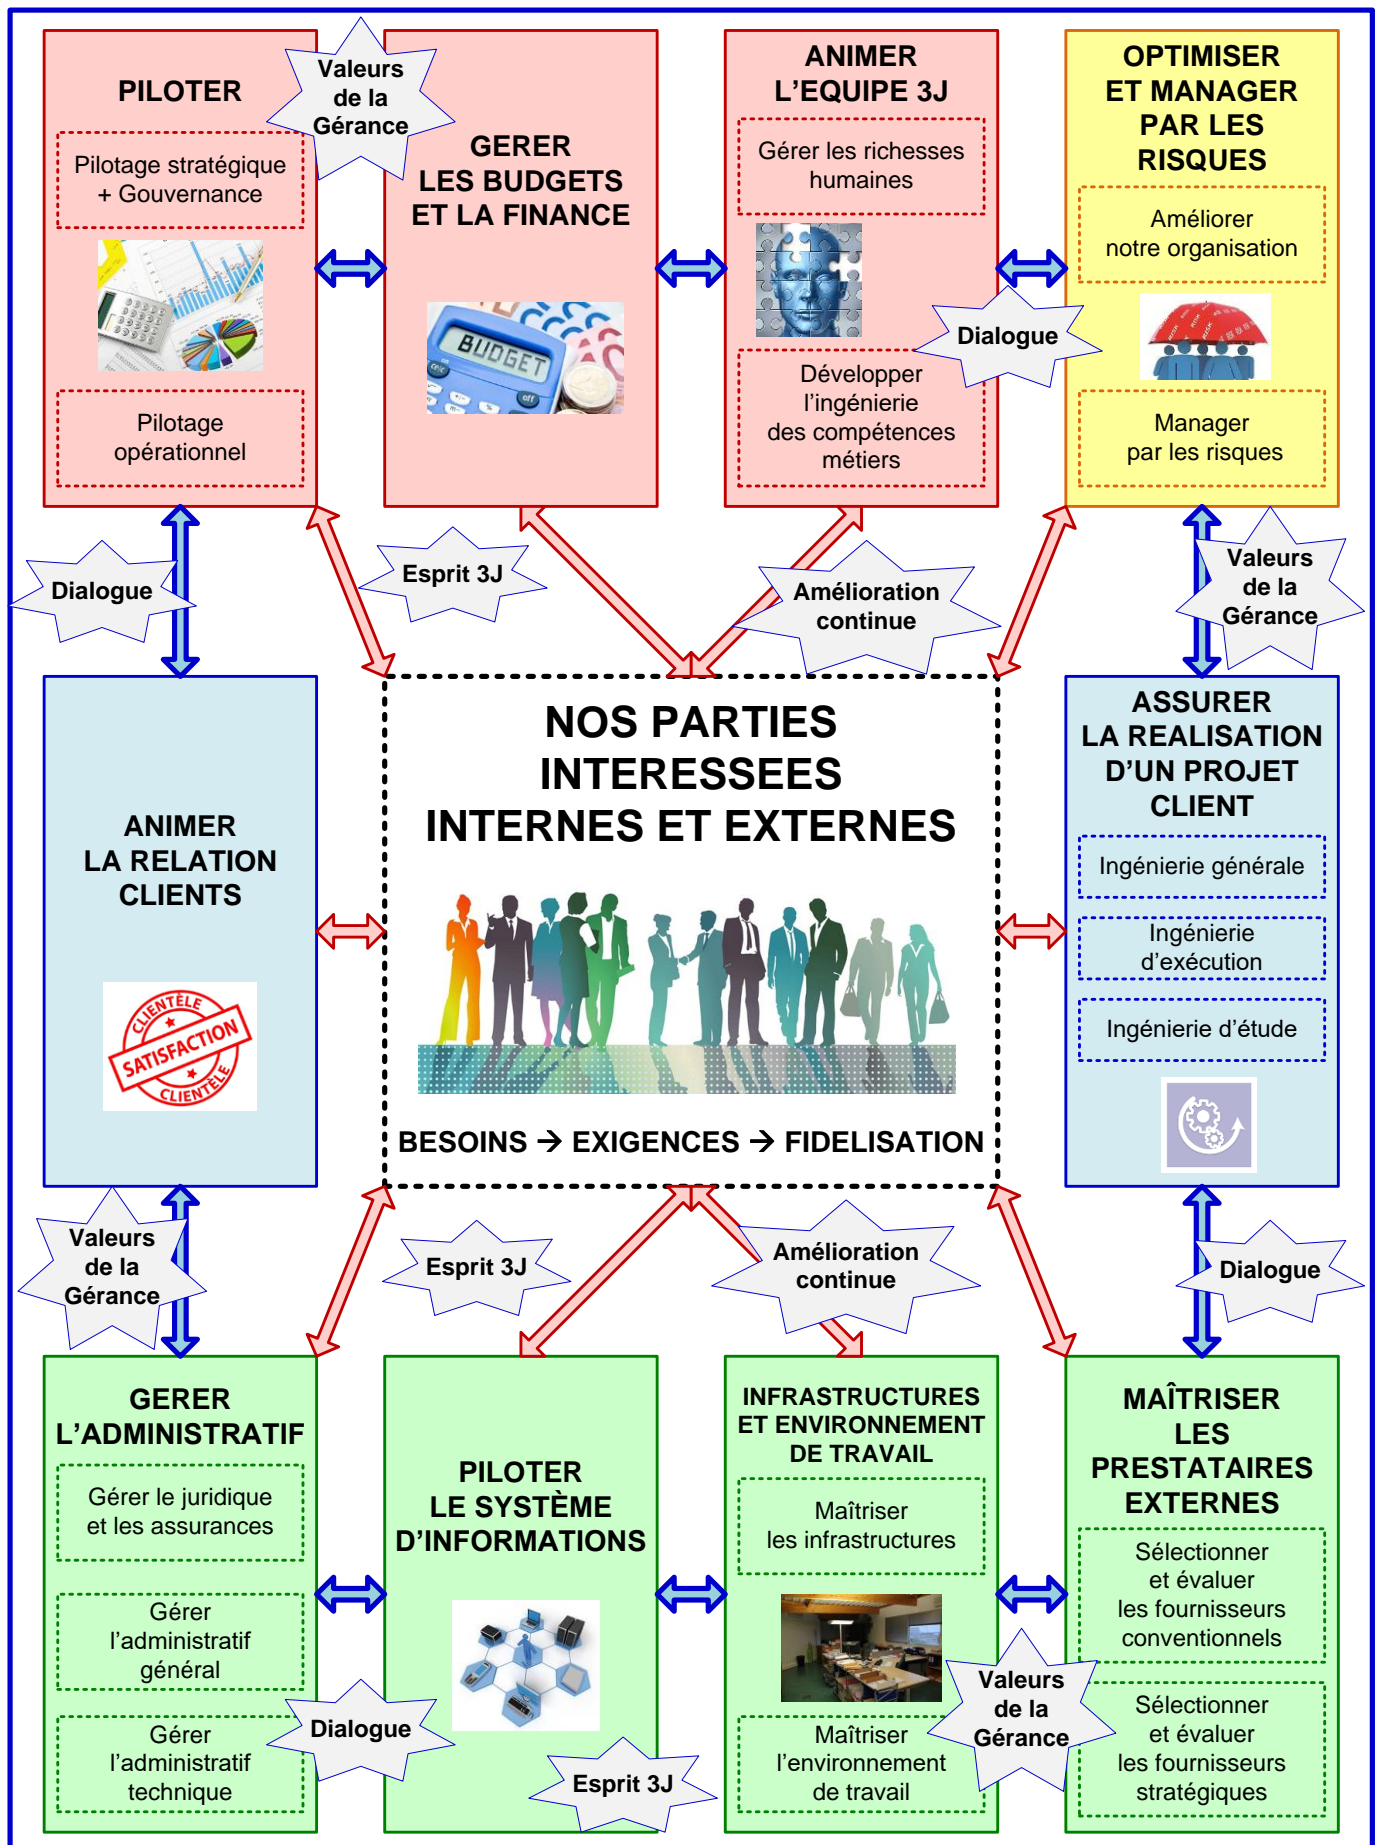 PILOTER
Pilotage stratégique
+ Gouvernance
Pilotage
opérationnel
Valeurs
de la
Gérance
GERER
LES BUDGETS
ET LA FINANCE
BUDGET
off
ANIMER
L’EQUIPE 3J
Gérer les richesses
humaines
Développer
l’ingénierie
des compétences
métiers
Dialogue
OPTIMISER
ET MANAGER
PAR LES
RISQUES
Améliorer
notre organisation
RISK
RISK
RISK
Manager
par les risques
Dialogue
Esprit 3J
Amélioration
continue
Valeurs
de la
Gérance
ANIMER
LA RELATION
CLIENTS
CLIENTÈLE
SATISFACTION
CLIENTÈLE
NOS PARTIES
INTERESSEES
INTERNES ET EXTERNES
BESOINS → EXIGENCES → FIDELISATION
ASSURER
LA REALISATION
D’UN PROJET
CLIENT
Ingénierie générale
Ingénierie
d’exécution
Ingénierie d’étude
Valeurs
de la
Gérance
Esprit 3J
Amélioration
continue
Dialogue
GERER
L’ADMINISTRATIF
Gérer le juridique
et les assurances
Gérer
l’administratif
général
Gérer
l’administratif
technique
Dialogue
PILOTER
LE SYSTÈME
D’INFORMATIONS
Esprit 3J
INFRASTRUCTURES
ET ENVIRONNEMENT
DE TRAVAIL
Maîtriser
les infrastructures
Maîtriser
l’environnement
de travail
Valeurs
de la
Gérance
MAÎTRISER
LES
PRESTATAIRES
EXTERNES
Sélectionner
et évaluer
les fournisseurs
conventionnels
Sélectionner
et évaluer
les fournisseurs
stratégiques